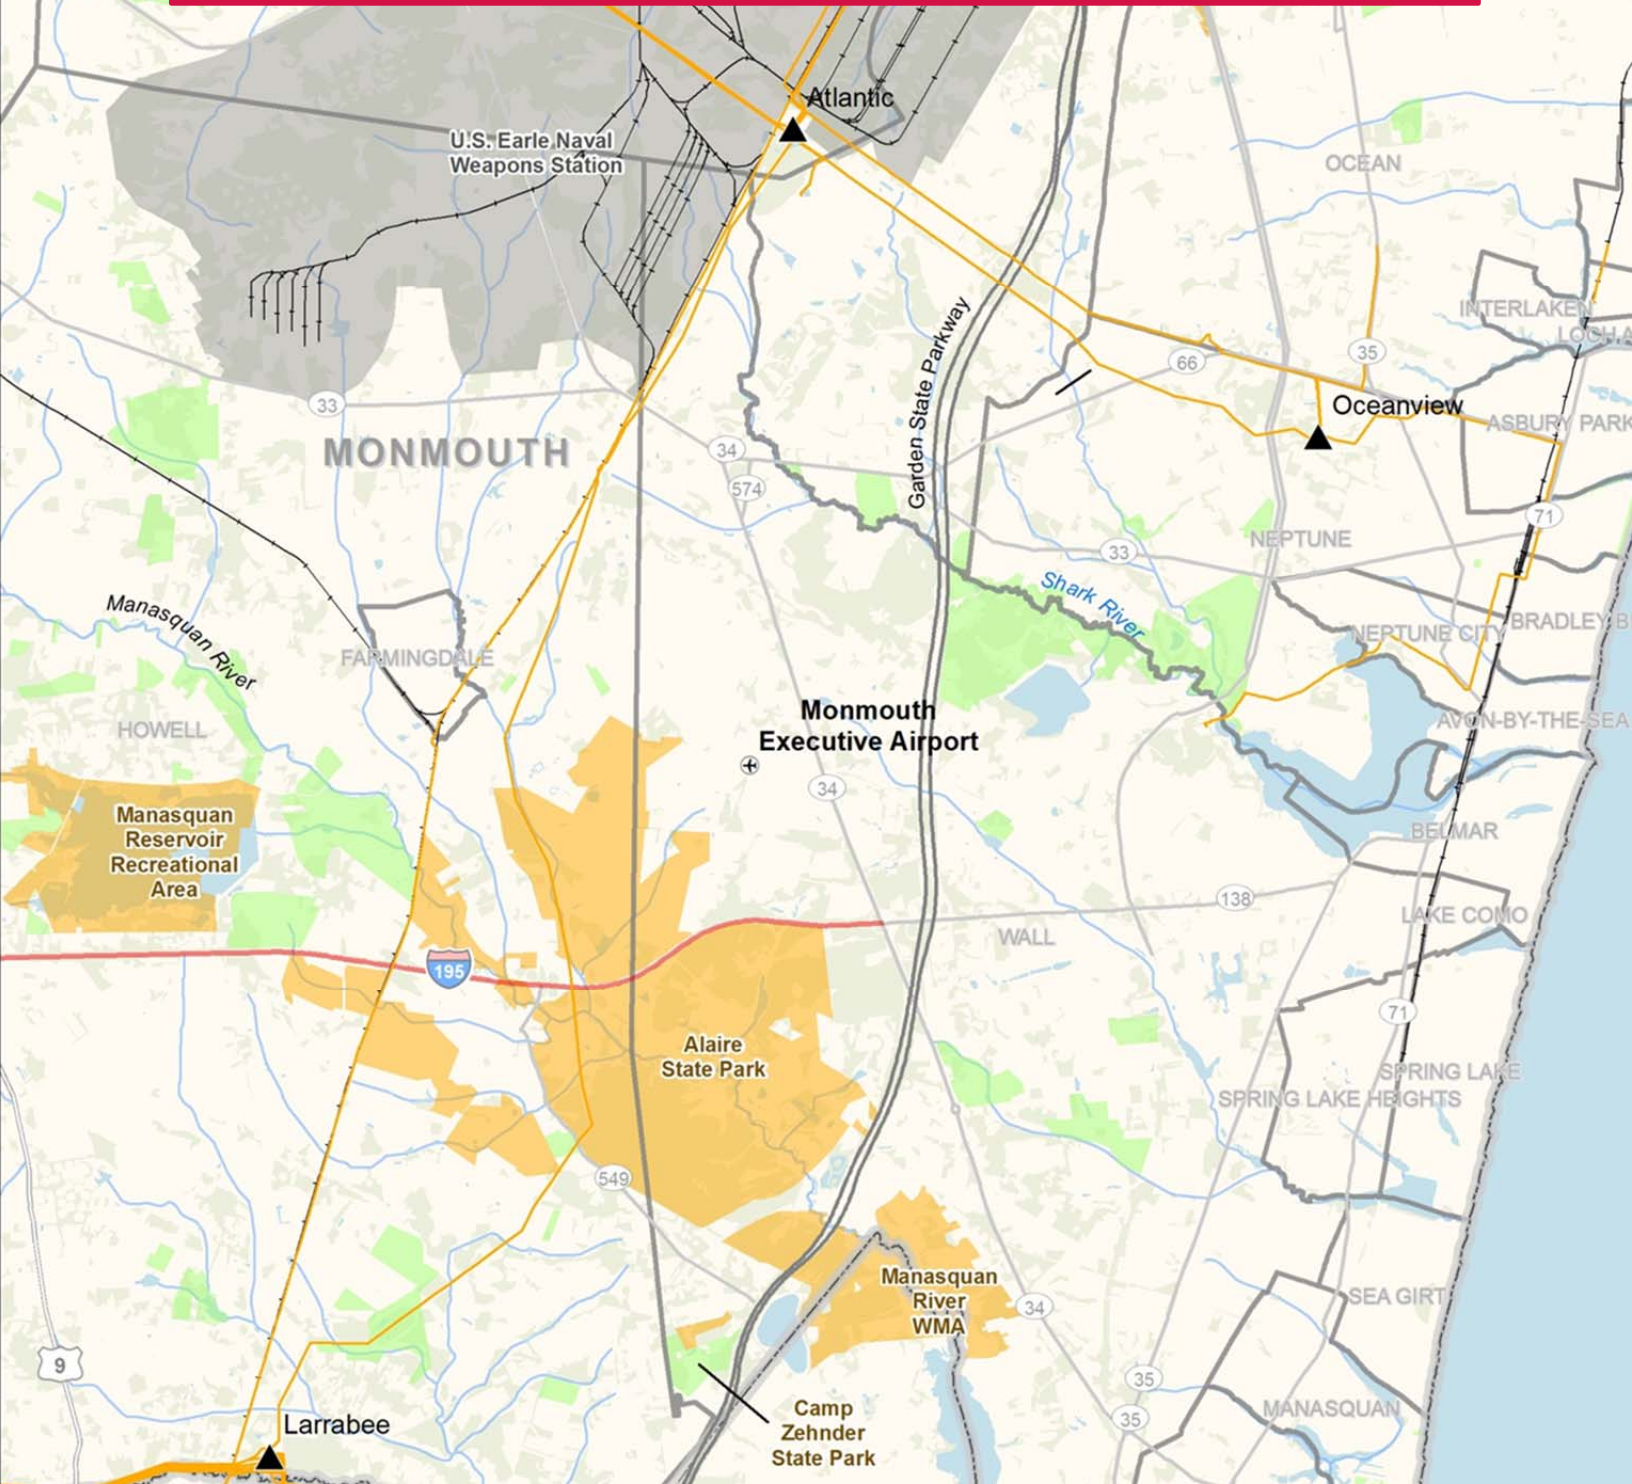 Atlantic
U.S. Earle Naval
Weapons Station
OCEAN
INTERLAKEN
LOCH A
66
35
33
Oceanview
ASBURY PARK
MONMOUTH
34
574
Garden State Parkway
71
33
NEPTUNE
Shark River
Manasquan River
FARMINGDALE
NEPTUNE CITY
BRADLEY B
HOWELL
Monmouth
Executive Airport
AVON-BY-THE-SEA
34
Manasquan
Reservoir
Recreational
Area
BELMAR
138
LAKE COMO
WALL
195
71
Alaire
State Park
SPRING LAKE
SPRING LAKE HEIGHTS
549
Manasquan
River
WMA
34
SEA GIRT
9
35
35
MANASQUAN
Camp
Zehnder
State Park
Larrabee